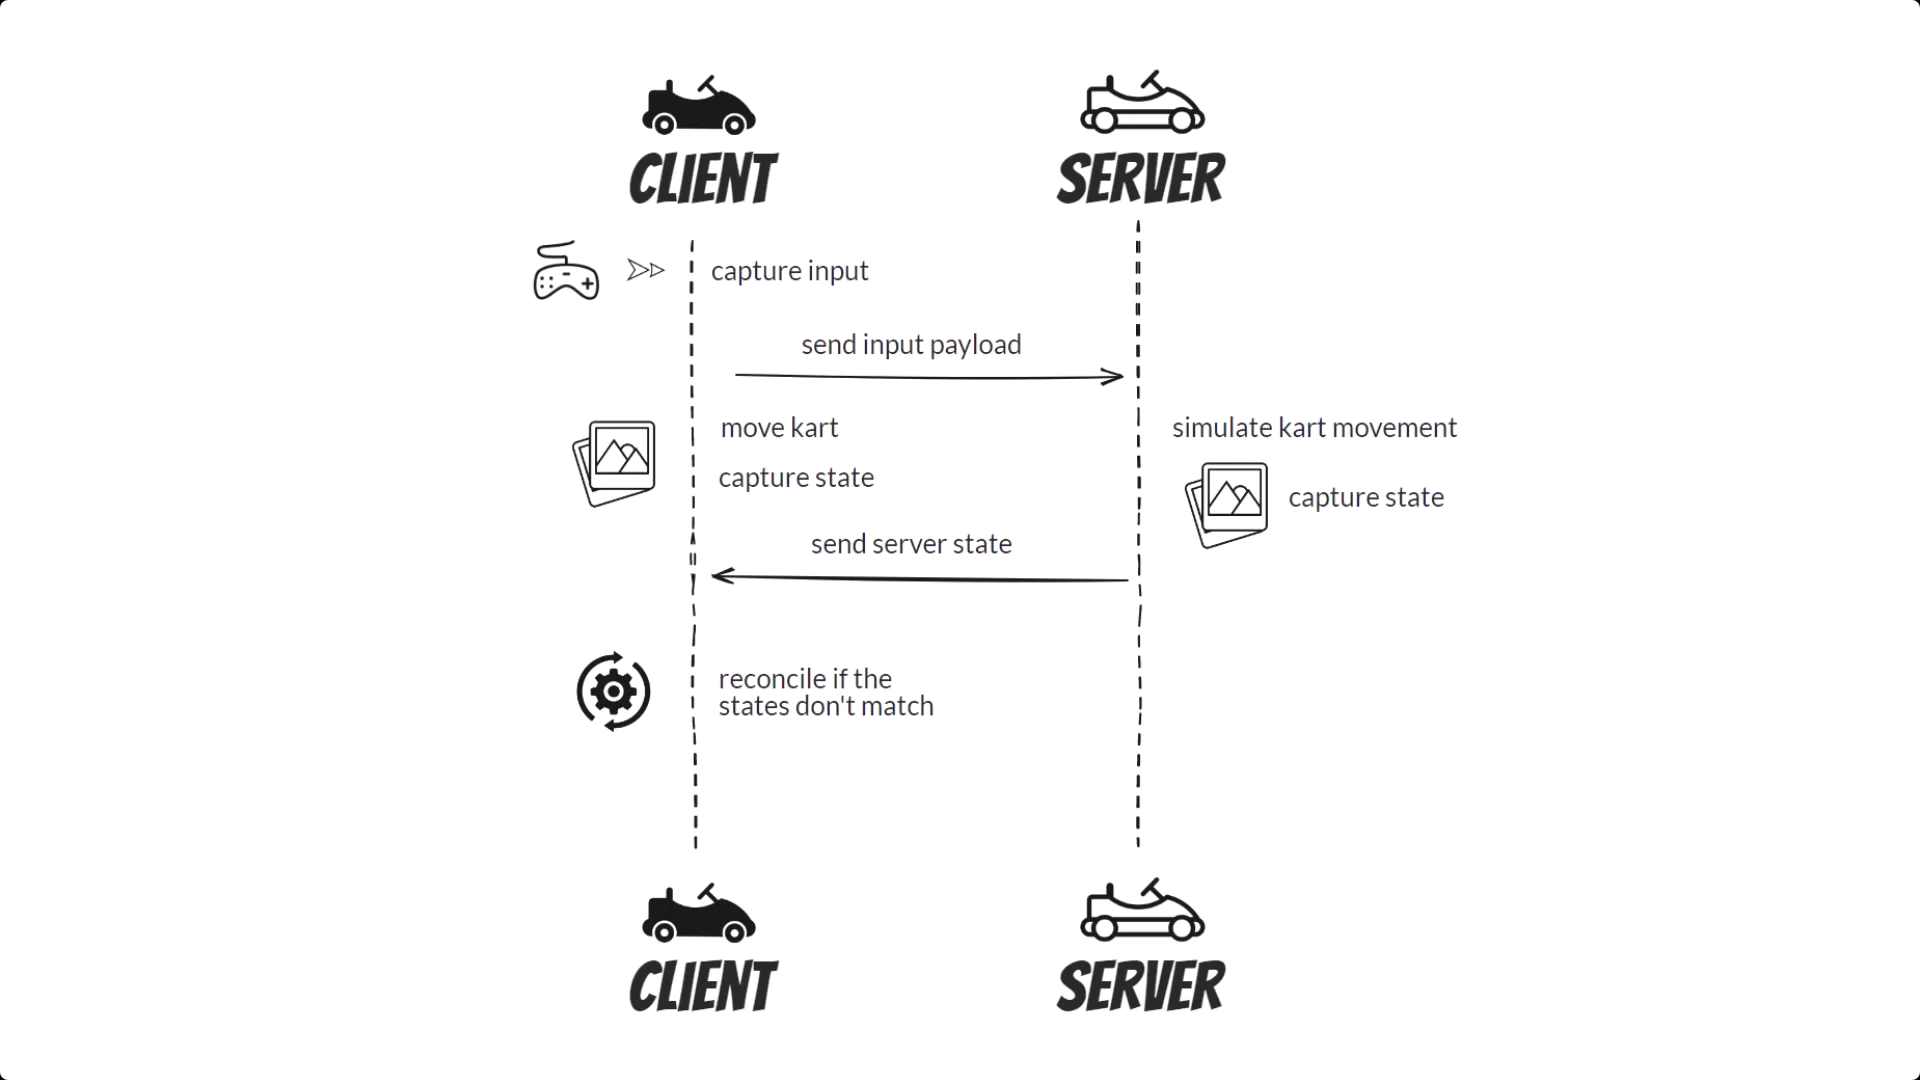 CLIENT
SERVER
capture input
send input payload
move kart
simulate kart movement
capture state
capture state
send server state
reconcile if the
states don't match
CLIENT
SERVER